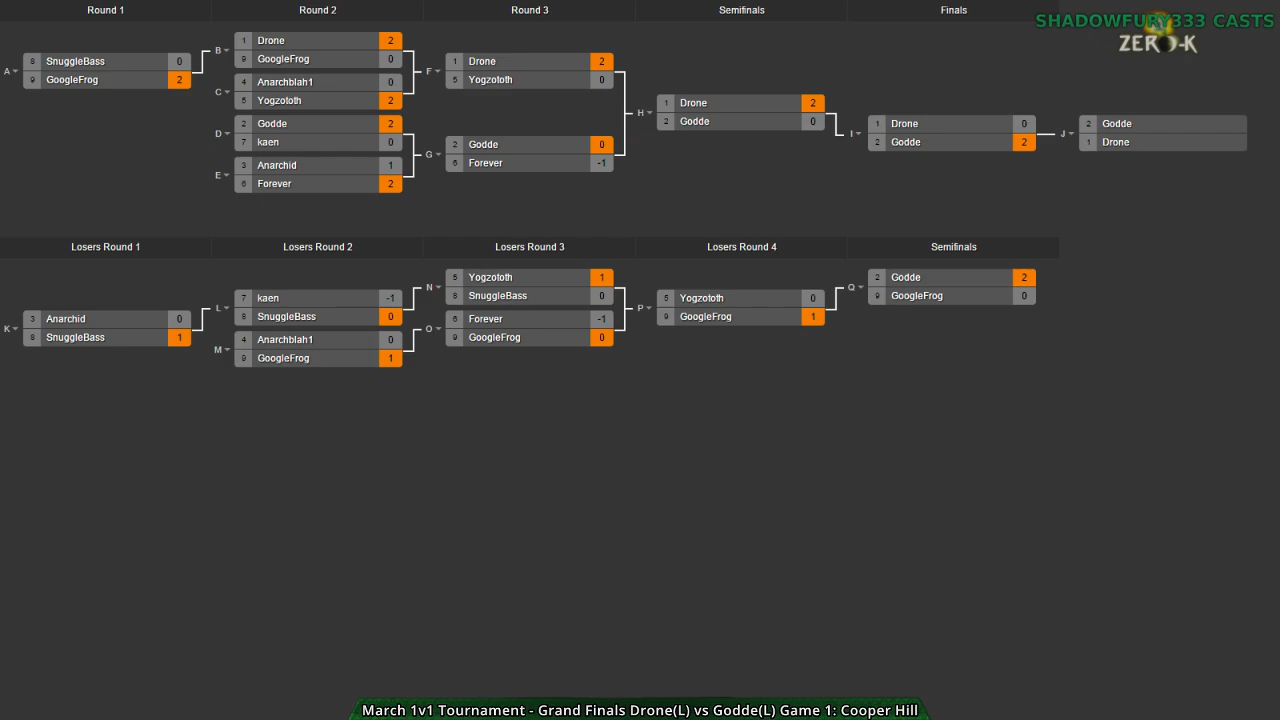 Round 1
Round 2
Round 3
Semifinals
Finals
SHADOWFURY333 CASTS
ZERO-K
A
8 SnuggleBass 0
9 GoogleFrog 2
B
1 Drone 2
9 GoogleFrog 0
C
4 Anarchblah1 0
5 Yogzototh 2
D
2 Godde 2
7 kaen 0
E
3 Anarchid 1
6 Forever 2
F
1 Drone 2
5 Yogzototh 0
G
2 Godde 0
6 Forever -1
H
1 Drone 2
2 Godde 0
I
1 Drone 0
2 Godde 2
J
2 Godde
1 Drone
Losers Round 1
Losers Round 2
Losers Round 3
Losers Round 4
Semifinals
K
3 Anarchid 0
8 SnuggleBass 1
L
7 kaen -1
8 SnuggleBass 0
M
4 Anarchblah1 0
9 GoogleFrog 1
N
5 Yogzototh 1
8 SnuggleBass 0
O
6 Forever -1
9 GoogleFrog 0
P
5 Yogzototh 0
9 GoogleFrog 1
Q
2 Godde 2
9 GoogleFrog 0
March 1v1 Tournament - Grand Finals Drone(L) vs Godde(L) Game 1: Cooper Hill